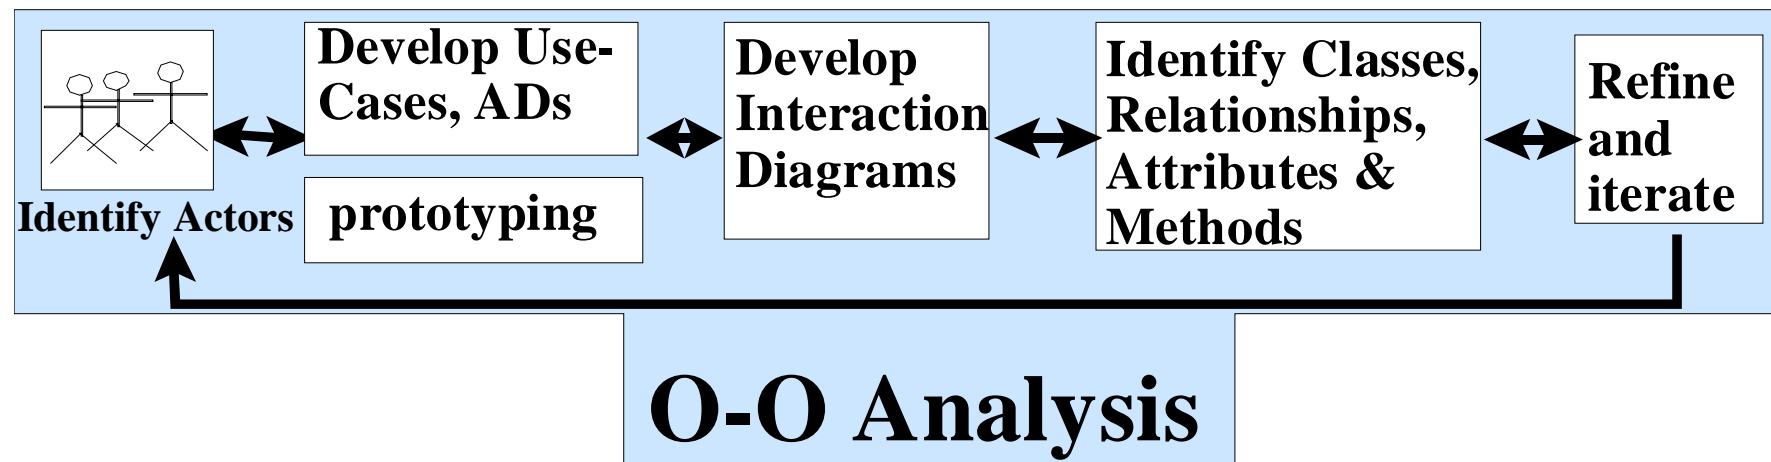 Identify Actors
Develop Use-
Cases, ADs
prototyping
Develop
Interaction
Diagrams
Identify Classes,
Relationships,
Attributes &
Methods
Refine
and
iterate
O-O Analysis